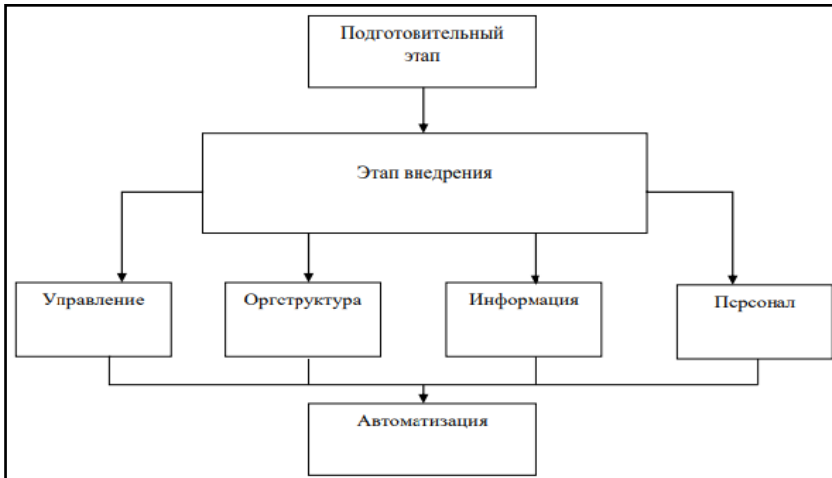 Подготовительный
этап
Этап внедрения
Управление
Оргструктура
Информация
Персонал
Автоматизация